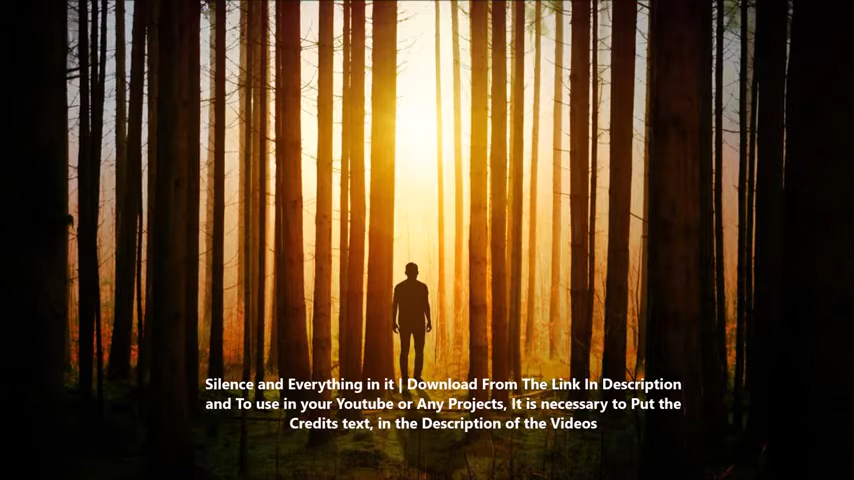 Silence and Everything in it | Download From The Link In Description
and To use in your Youtube or Any Projects, It is necessary to Put the
Credits text, in the Description of the Videos